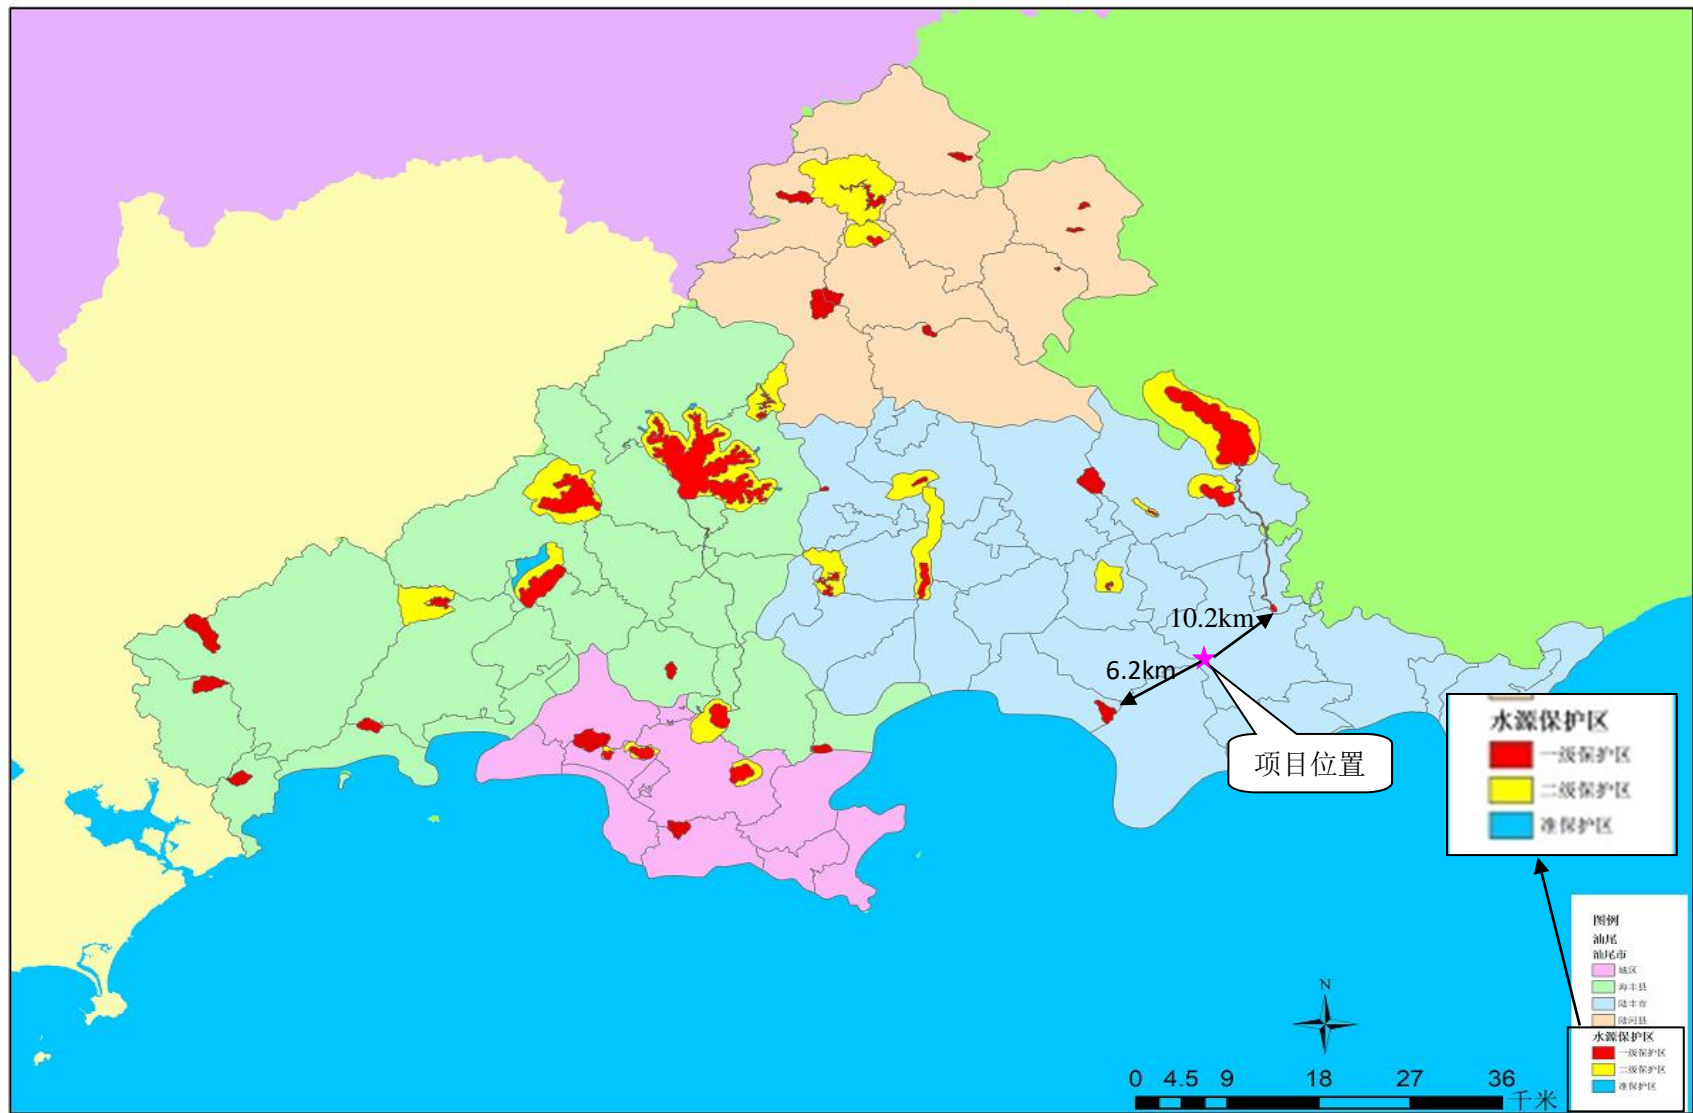 10.2km
6.2km
项目位置
水源保护区
一级保护区
二级保护区
准保护区
图例
汕尾
汕尾市
城区
海丰县
陆丰市
陆河县
水源保护区
一级保护区
二级保护区
准保护区
N
0 4.5 9 18 27 36
千米